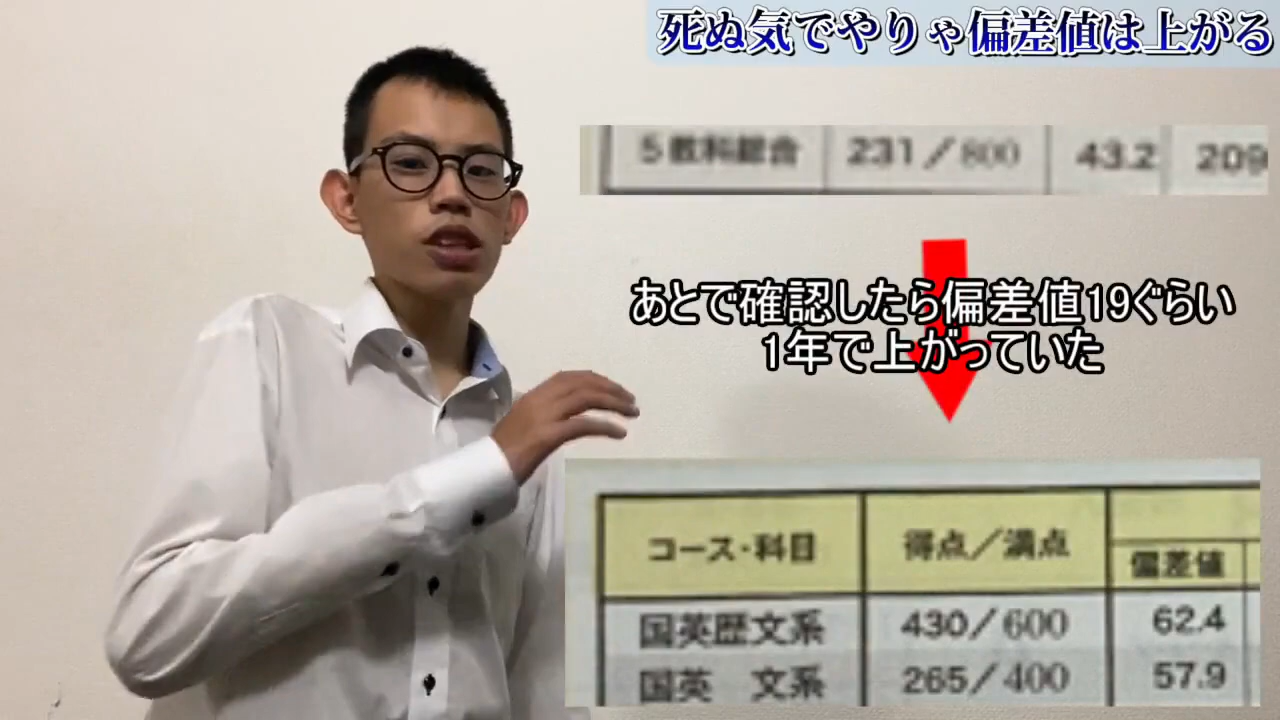 死ぬ気でやりゃ偏差値は上がる
5教科総合 231/800 43.2 209
あとで確認したら偏差値19ぐらい
1年で上がっていた
コース・科目 得点/満点 偏差値
国英歴文系 430/600 62.4
国英 文系 265/400 57.9